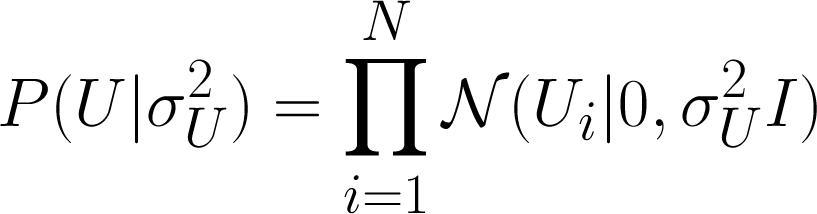 P(U|σ_U^2) = ∏_{i=1}^{N} 𝒩(U_i|0, σ_U^2 I)